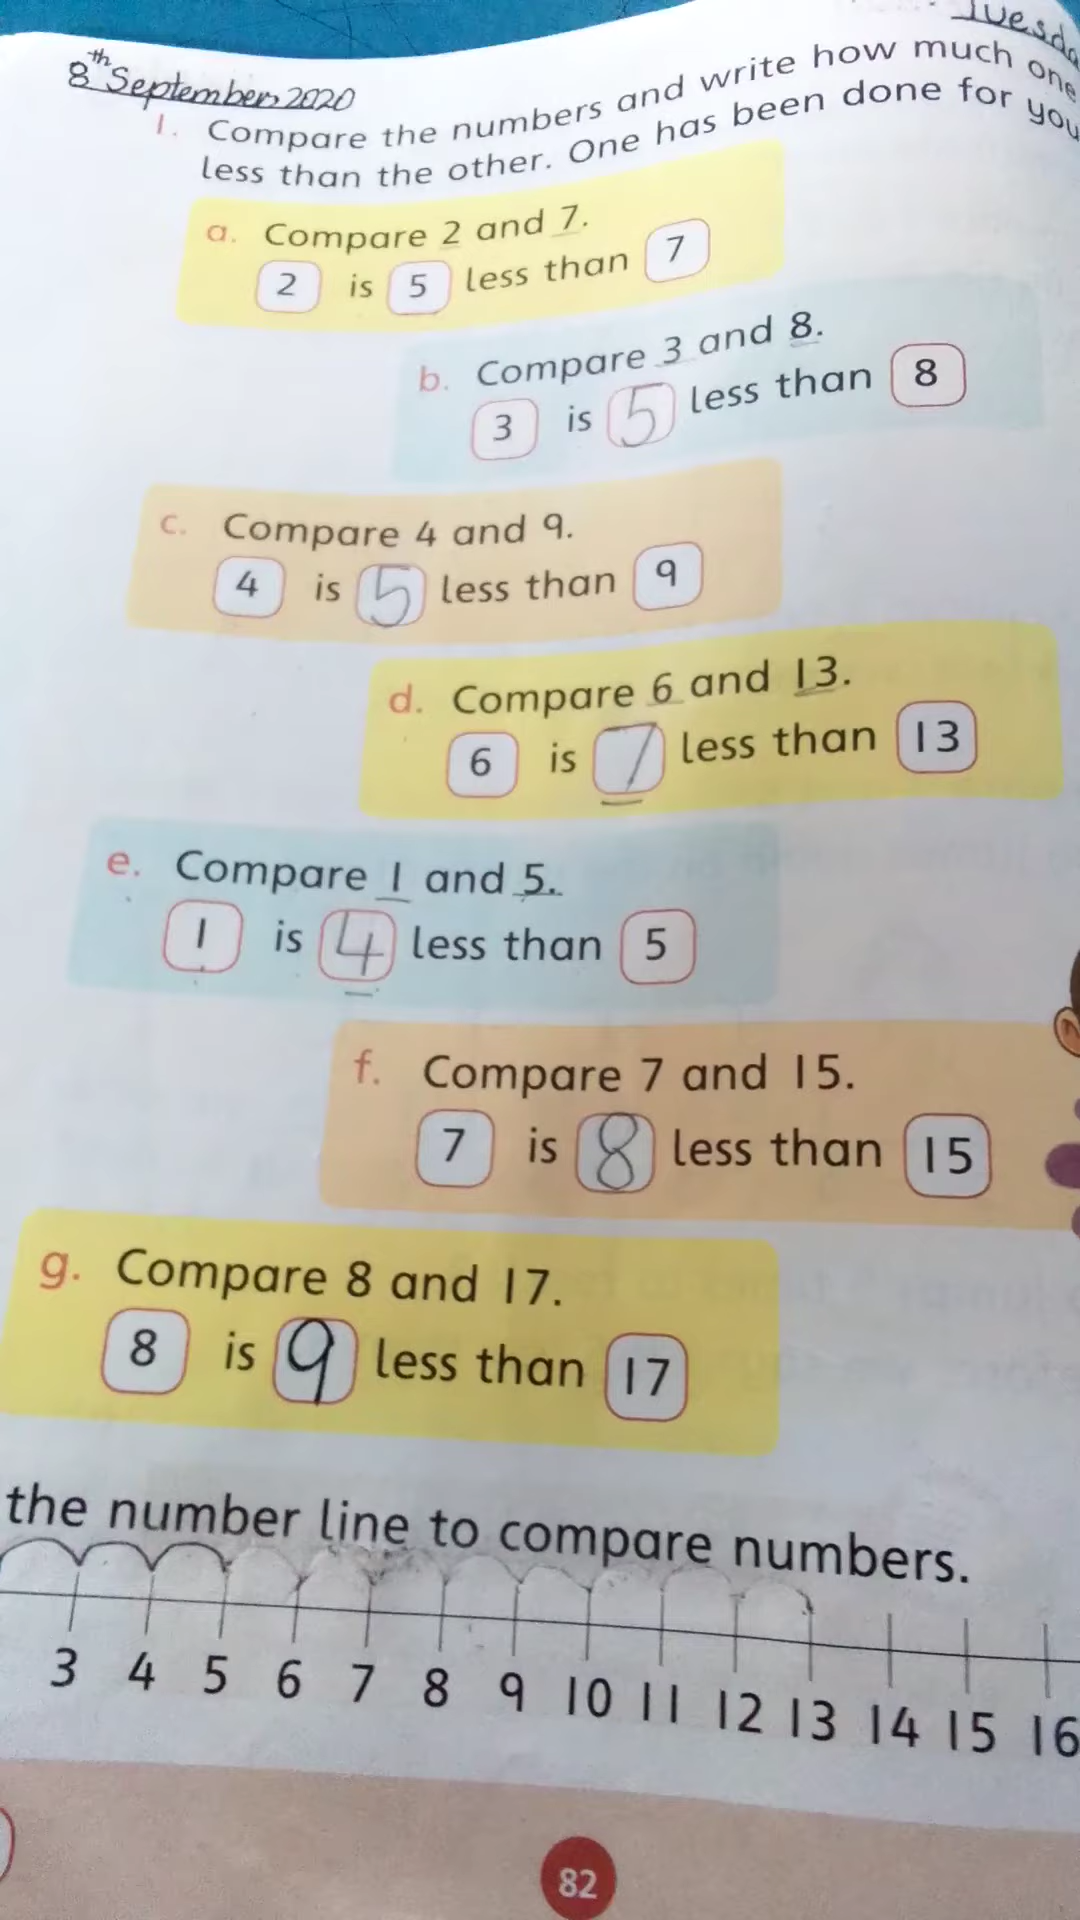 Tuesda
8th September 2020
1. Compare the numbers and write how much one
less than the other. One has been done for you
a. Compare 2 and 7.
2 is 5 less than 7
b. Compare 3 and 8.
3 is 5 less than 8
c. Compare 4 and 9.
4 is 5 less than 9
d. Compare 6 and 13.
6 is 7 less than 13
e. Compare 1 and 5.
1 is 4 less than 5
f. Compare 7 and 15.
7 is 8 less than 15
g. Compare 8 and 17.
8 is 9 less than 17
the number line to compare numbers.
3 4 5 6 7 8 9 10 11 12 13 14 15 16
82